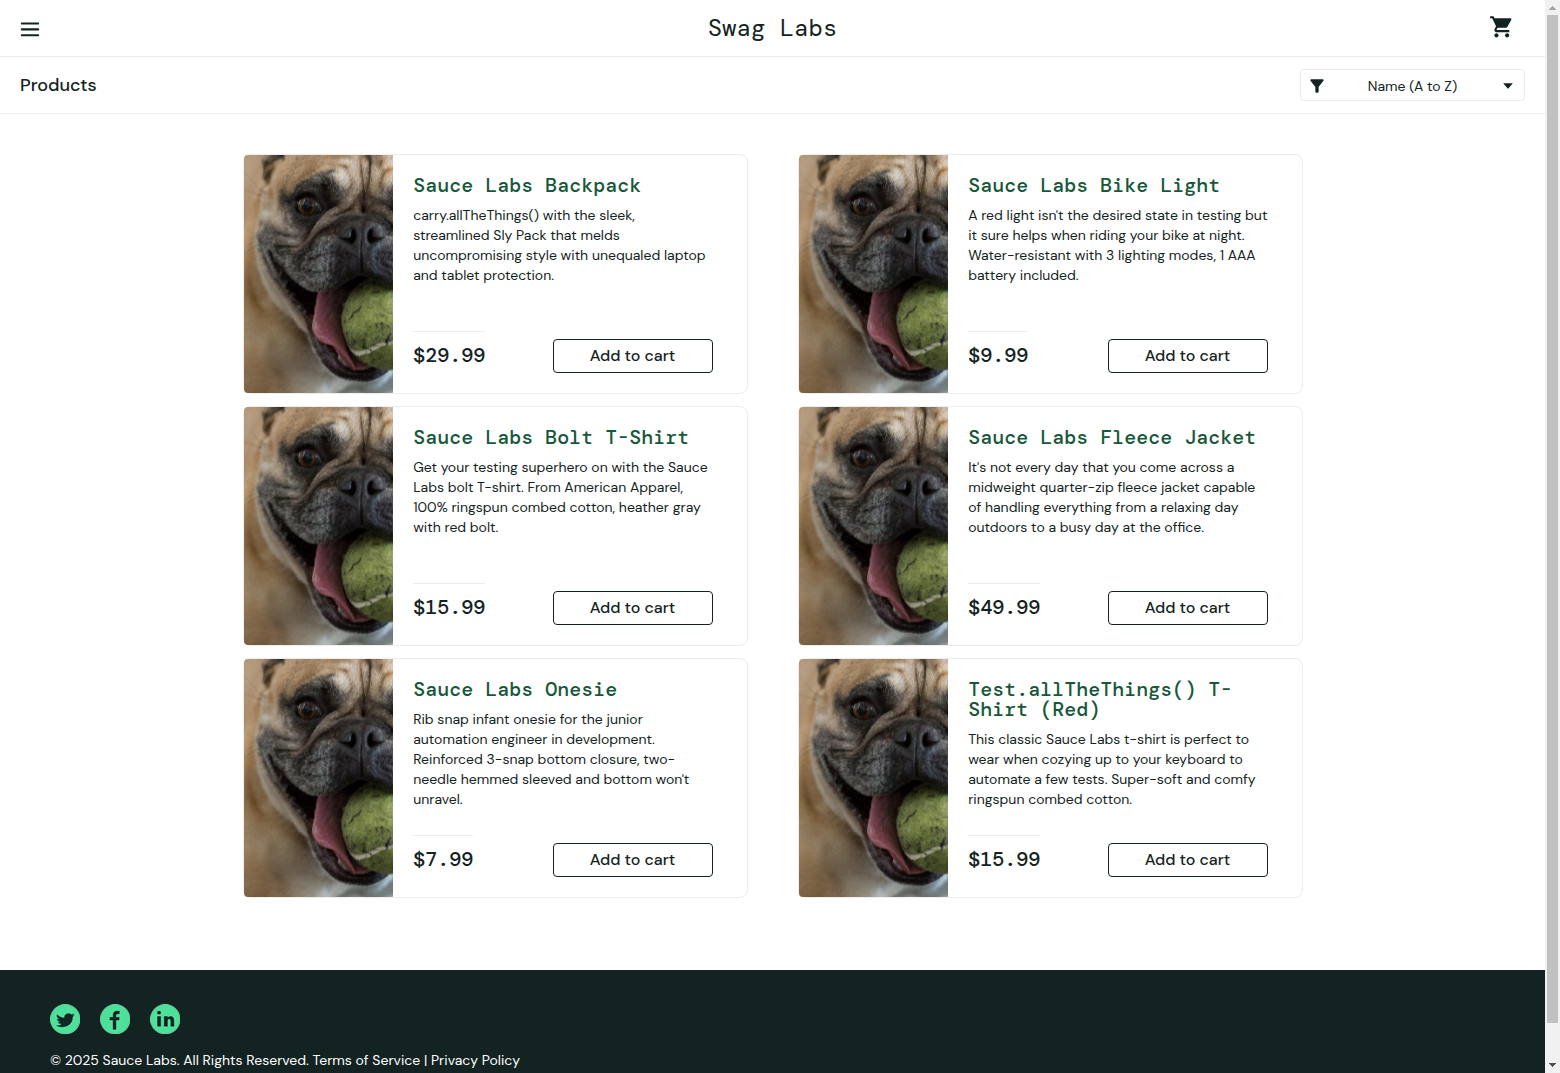 Swag Labs
Products
Name (A to Z)
Sauce Labs Backpack
carry.allTheThings() with the sleek,
streamlined Sly Pack that melds
uncompromising style with unequaled laptop
and tablet protection.
$29.99
Add to cart
Sauce Labs Bike Light
A red light isn't the desired state in testing but
it sure helps when riding your bike at night.
Water-resistant with 3 lighting modes, 1 AAA
battery included.
$9.99
Add to cart
Sauce Labs Bolt T-Shirt
Get your testing superhero on with the Sauce
Labs bolt T-shirt. From American Apparel,
100% ringspun combed cotton, heather gray
with red bolt.
$15.99
Add to cart
Sauce Labs Fleece Jacket
It's not every day that you come across a
midweight quarter-zip fleece jacket capable
of handling everything from a relaxing day
outdoors to a busy day at the office.
$49.99
Add to cart
Sauce Labs Onesie
Rib snap infant onesie for the junior
automation engineer in development.
Reinforced 3-snap bottom closure, two-
needle hemmed sleeved and bottom won't
unravel.
$7.99
Add to cart
Test.allTheThings() T-
Shirt (Red)
This classic Sauce Labs t-shirt is perfect to
wear when cozying up to your keyboard to
automate a few tests. Super-soft and comfy
ringspun combed cotton.
$15.99
Add to cart
© 2025 Sauce Labs. All Rights Reserved. Terms of Service | Privacy Policy